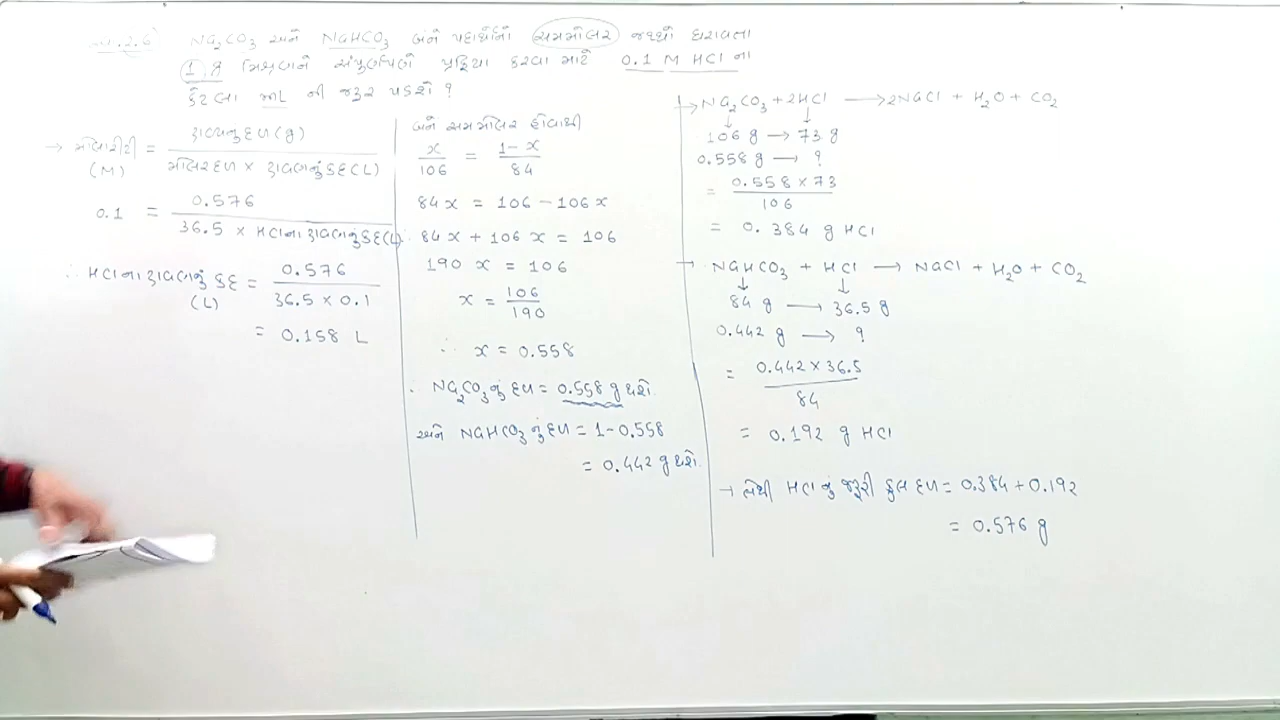 Na₂CO₃ અને NaHCO₃ બંને પદાર્થોનો સમમોલર જથ્થો ધરાવતા
1 g મિશ્રણને સંપૂર્ણપણે પ્રક્રિયા કરવા માટે 0.1 M HCl ના
કેટલા mL ની જરૂર પડશે ?
→ મોલારીટી (M) = દ્રાવ્યનું દળ (g) / મોલર દળ × દ્રાવણનું કદ (L)
0.1 = 0.576 / 36.5 × HCl ના દ્રાવણનું કદ (L)
∴ HCl ના દ્રાવણનું કદ (L) = 0.576 / 36.5 × 0.1
= 0.158 L
બંને સમમોલર હોવાથી
x/106 = 1-x/84
84x = 106 - 106x
∴ 84x + 106x = 106
190x = 106
x = 106/190
∴ x = 0.558
∴ Na₂CO₃ નું દળ = 0.558 g થશે.
અને NaHCO₃ નું દળ = 1-0.558
= 0.442 g થશે.
→ Na₂CO₃ + 2HCl → 2NaCl + H₂O + CO₂
↓ ↓
106 g → 73 g
0.558 g → ?
= 0.558 × 73 / 106
= 0.384 g HCl
→ NaHCO₃ + HCl → NaCl + H₂O + CO₂
↓ ↓
84 g → 36.5 g
0.442 g → ?
= 0.442 × 36.5 / 84
= 0.192 g HCl
→ તેથી HCl નું જરૂરી કુલ દળ = 0.384 + 0.192
= 0.576 g